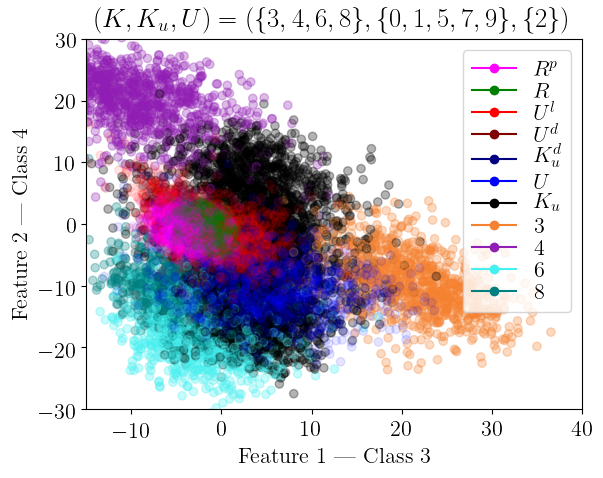 (K, K_u, U) = ({3, 4, 6, 8}, {0, 1, 5, 7, 9}, {2})
30
20
10
0
−10
−20
−30
Feature 2 — Class 4
−10
0
10
20
30
40
Feature 1 — Class 3
R^p
R
U^l
U^d
K_u^d
U
K_u
3
4
6
8